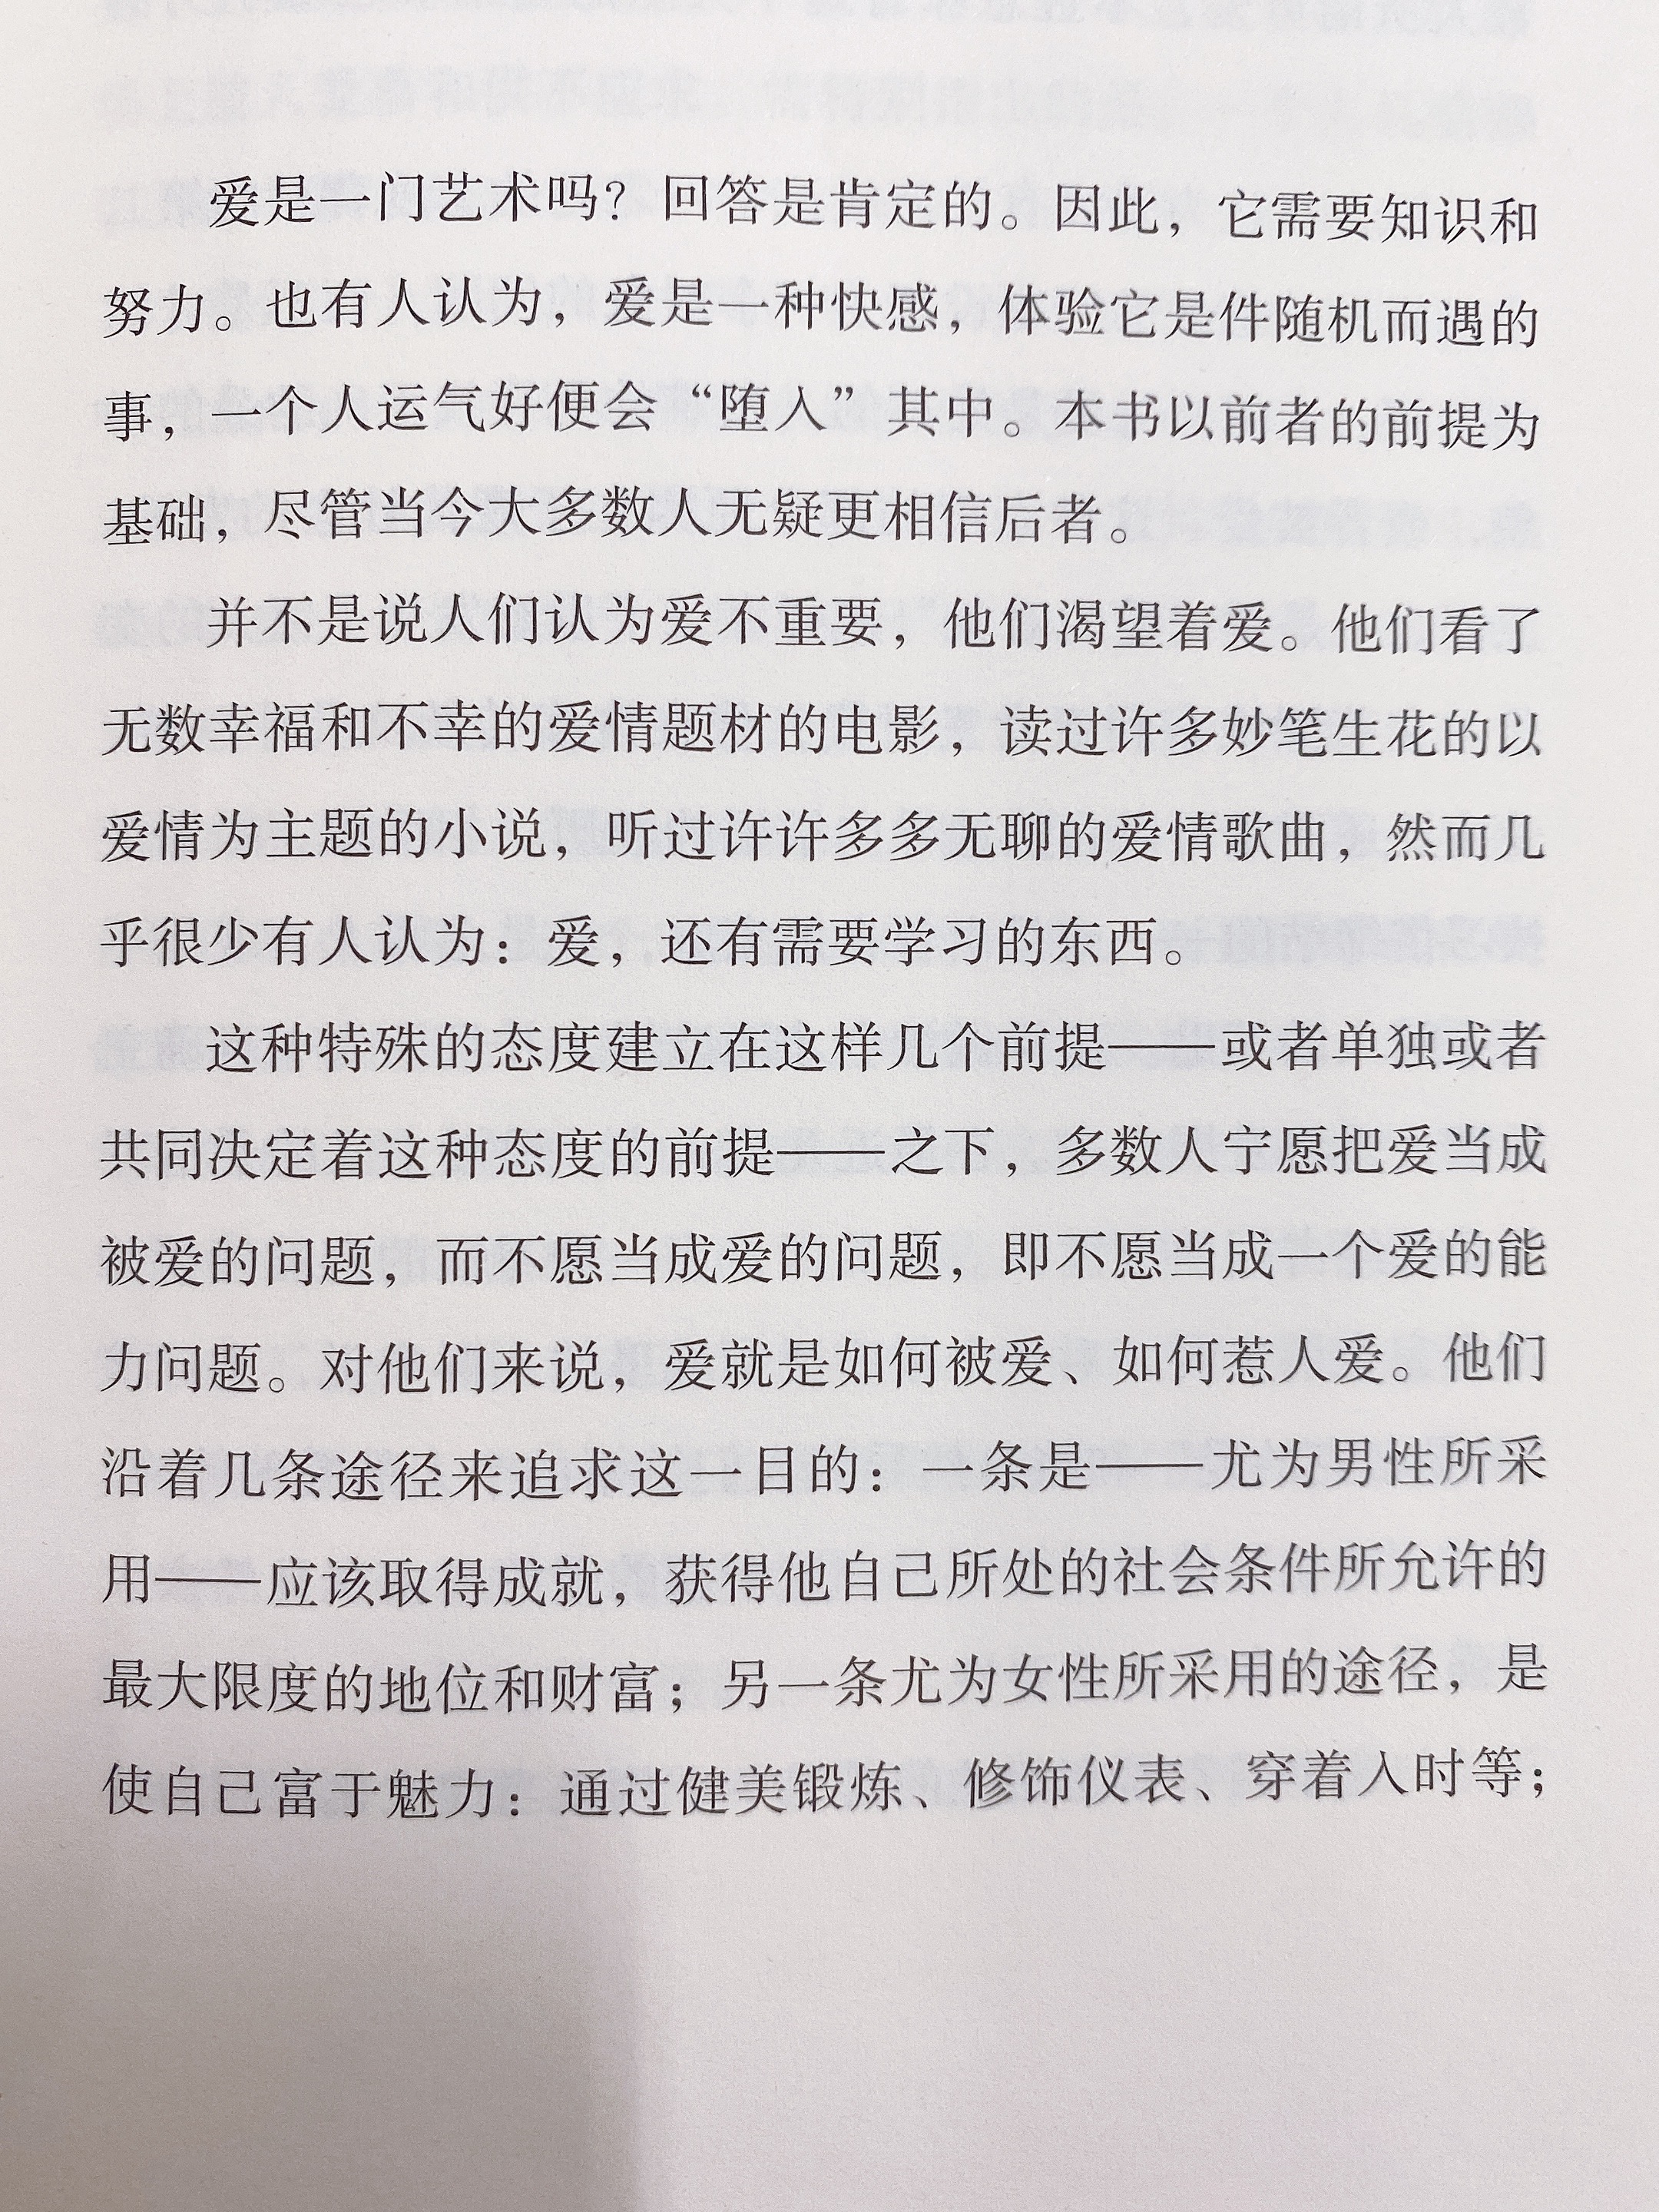 爱是一门艺术吗？回答是肯定的。因此，它需要知识和
努力。也有人认为，爱是一种快感，体验它是件随机而遇的
事，一个人运气好便会“堕入”其中。本书以前者的前提为
基础，尽管当今大多数人无疑更相信后者。
并不是说人们认为爱不重要，他们渴望着爱。他们看了
无数幸福和不幸的爱情题材的电影，读过许多妙笔生花的以
爱情为主题的小说，听过许许多多无聊的爱情歌曲，然而几
乎很少有人认为：爱，还有需要学习的东西。
这种特殊的态度建立在这样几个前提——或者单独或者
共同决定着这种态度的前提——之下，多数人宁愿把爱当成
被爱的问题，而不愿当成爱的问题，即不愿当成一个爱的能
力问题。对他们来说，爱就是如何被爱、如何惹人爱。他们
沿着几条途径来追求这一目的：一条是——尤为男性所采
用——应该取得成就，获得他自己所处的社会条件所允许的
最大限度的地位和财富；另一条尤为女性所采用的途径，是
使自己富于魅力：通过健美锻炼、修饰仪表、穿着入时等；